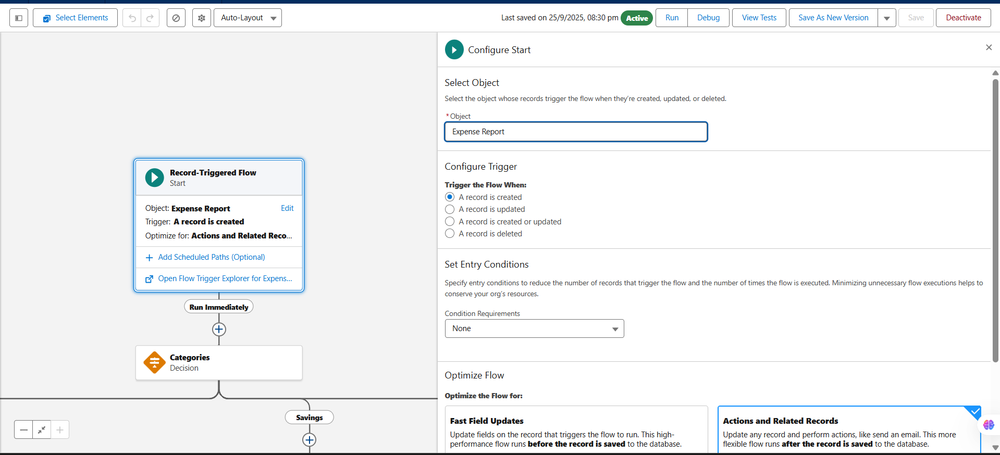 Select Elements
Auto-Layout
Last saved on 25/9/2025, 08:30 pm
Active
Run
Debug
View Tests
Save As New Version
Save
Deactivate
Record-Triggered Flow
Start
Object: Expense Report
Edit
Trigger: A record is created
Optimize for: Actions and Related Reco...
Add Scheduled Paths (Optional)
Open Flow Trigger Explorer for Expens...
Run Immediately
Categories
Decision
Savings
Configure Start
Select Object
Select the object whose records trigger the flow when they're created, updated, or deleted.
* Object
Expense Report
Configure Trigger
Trigger the Flow When:
A record is created
A record is updated
A record is created or updated
A record is deleted
Set Entry Conditions
Specify entry conditions to reduce the number of records that trigger the flow and the number of times the flow is executed. Minimizing unnecessary flow executions helps to
conserve your org's resources.
Condition Requirements
None
Optimize Flow
Optimize the Flow for:
Fast Field Updates
Update fields on the record that triggers the flow to run. This high-
performance flow runs before the record is saved to the database.
Actions and Related Records
Update any record and perform actions, like send an email. This more
flexible flow runs after the record is saved to the database.